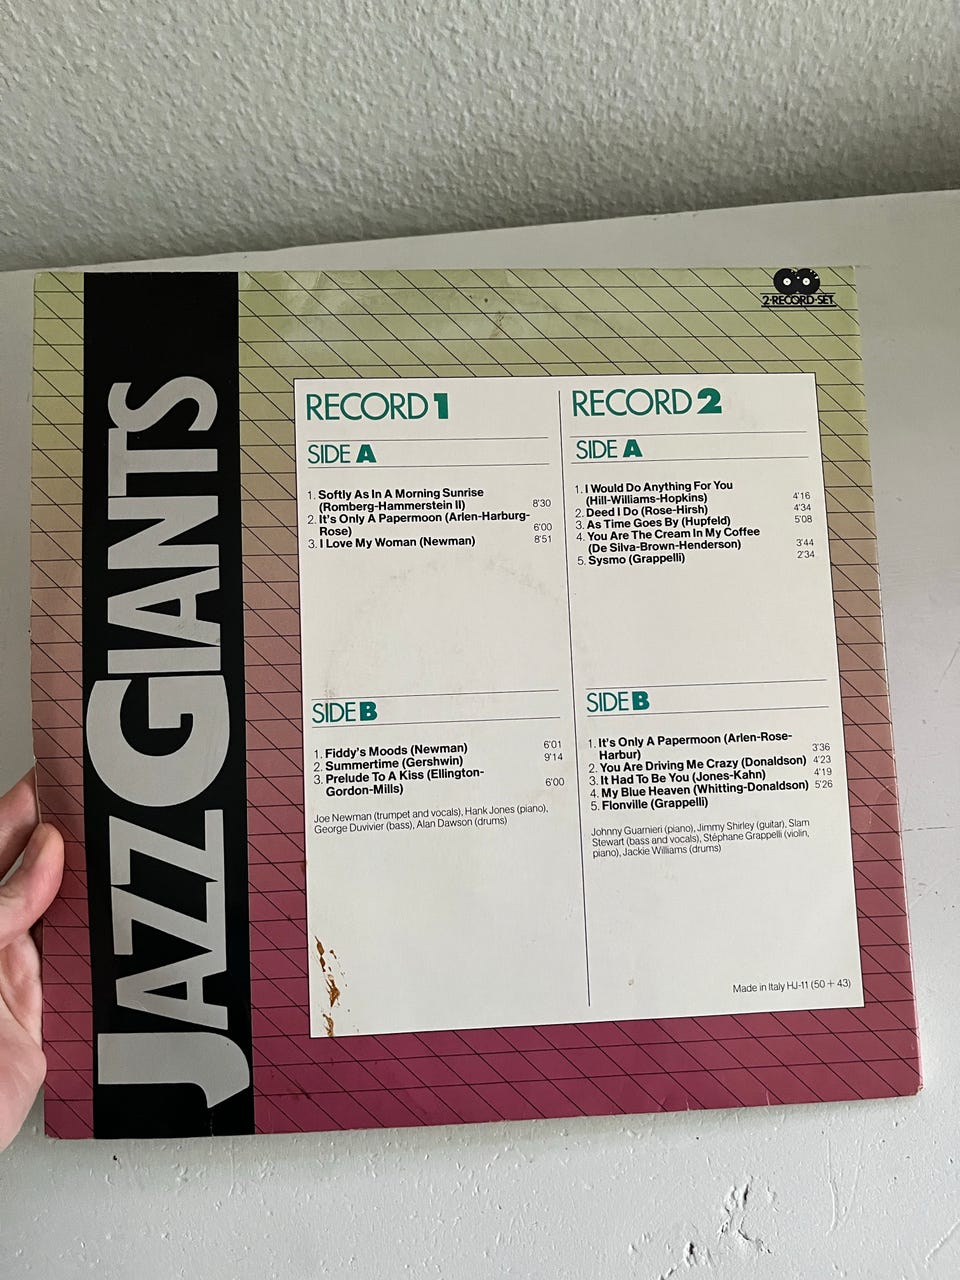 JAZZ GIANTS
2-RECORD-SET
RECORD 1
SIDE A
1. Softly As In A Morning Sunrise
(Romberg-Hammerstein II) 8'30
2. It's Only A Papermoon (Arlen-Harburg-
Rose) 6'00
3. I Love My Woman (Newman) 8'51
SIDE B
1. Fiddy's Moods (Newman) 6'01
2. Summertime (Gershwin) 9'14
3. Prelude To A Kiss (Ellington-
Gordon-Mills) 6'00
Joe Newman (trumpet and vocals), Hank Jones (piano),
George Duvivier (bass), Alan Dawson (drums)
RECORD 2
SIDE A
1. I Would Do Anything For You
(Hill-Williams-Hopkins) 4'16
2. Deed I Do (Rose-Hirsh) 4'34
3. As Time Goes By (Hupfeld) 5'08
4. You Are The Cream In My Coffee
(De Silva-Brown-Henderson) 3'44
5. Sysmo (Grappelli) 2'34
SIDE B
1. It's Only A Papermoon (Arlen-Rose-
Harbur) 3'36
2. You Are Driving Me Crazy (Donaldson) 4'23
3. It Had To Be You (Jones-Kahn) 4'19
4. My Blue Heaven (Whitting-Donaldson) 5'26
5. Flonville (Grappelli)
Johnny Guarnieri (piano), Jimmy Shirley (guitar), Slam
Stewart (bass and vocals), Stéphane Grappelli (violin,
piano), Jackie Williams (drums)
Made in Italy HJ-11 (50 + 43)